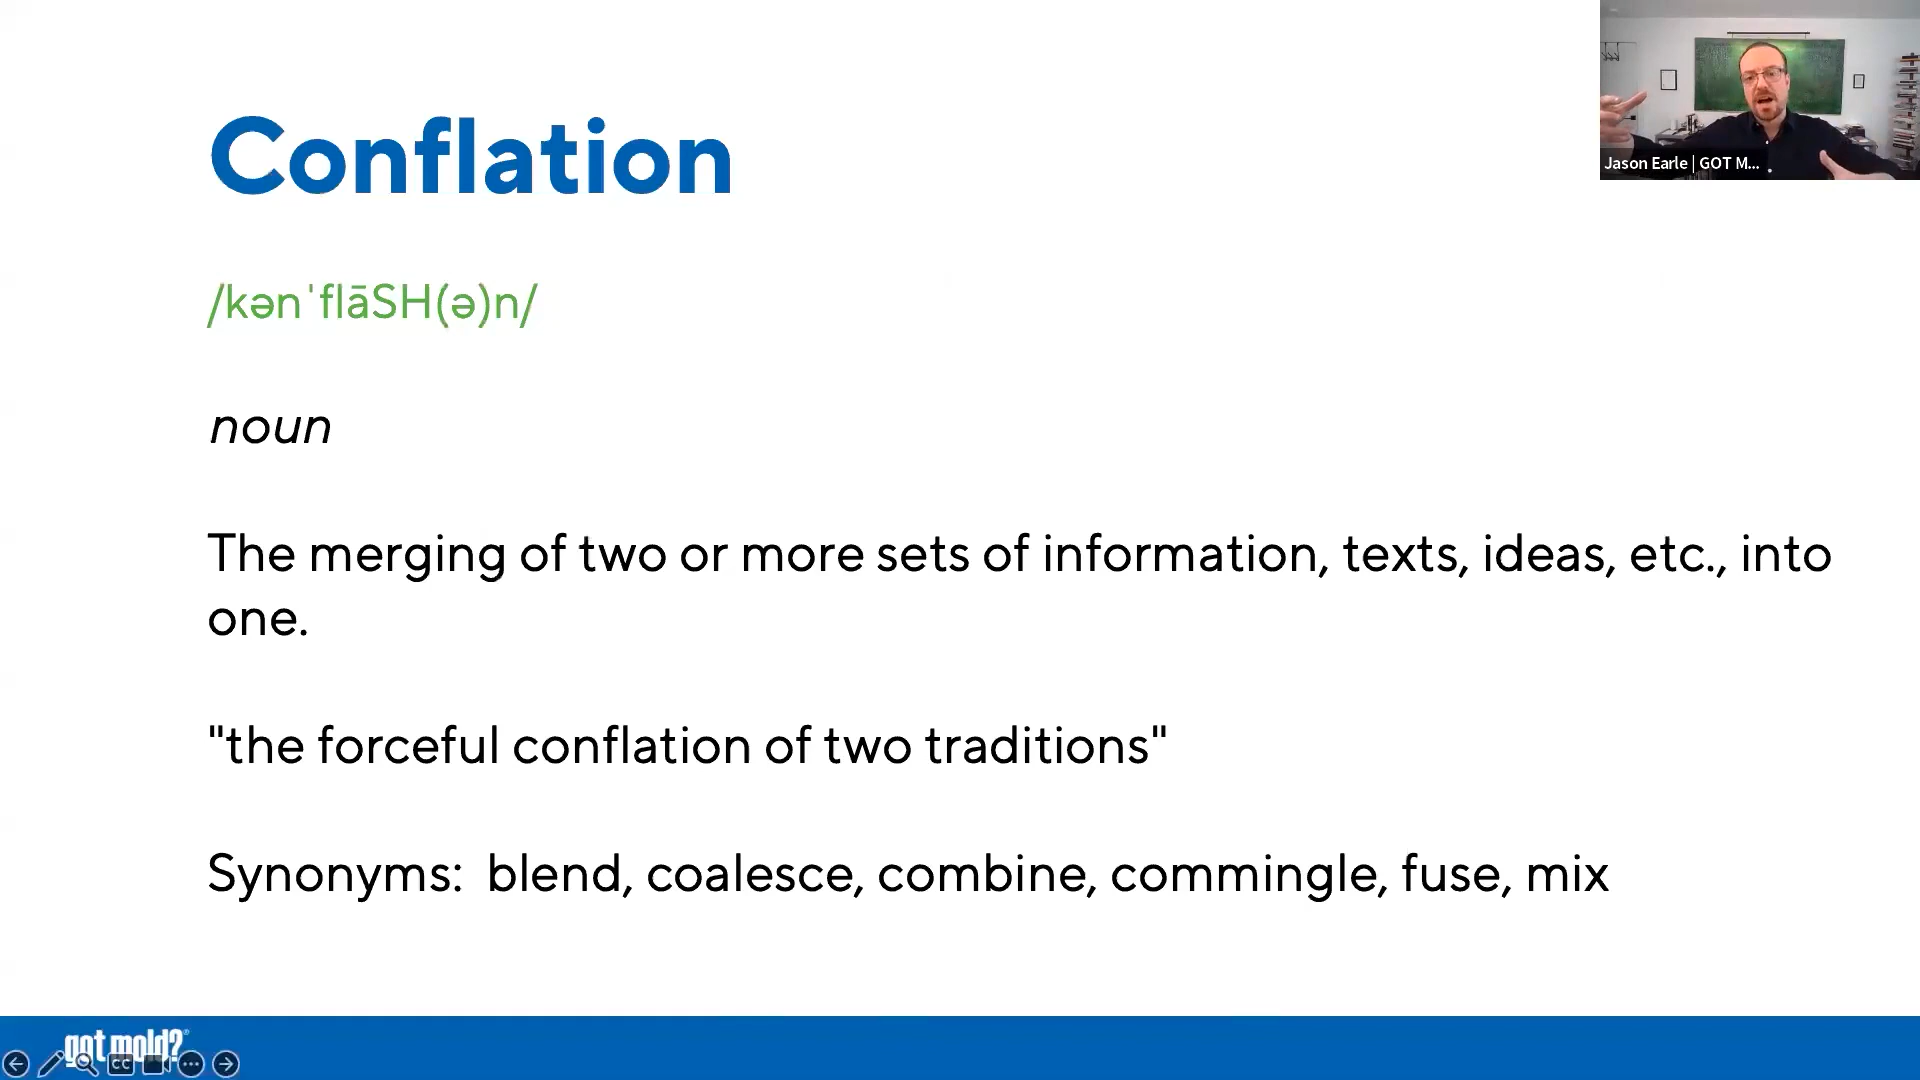 Conflation
Jason Earle | GOT M...
/kənˈflāSH(ə)n/
noun
The merging of two or more sets of information, texts, ideas, etc., into
one.
"the forceful conflation of two traditions"
Synonyms:  blend, coalesce, combine, commingle, fuse, mix
got mold?®
CC